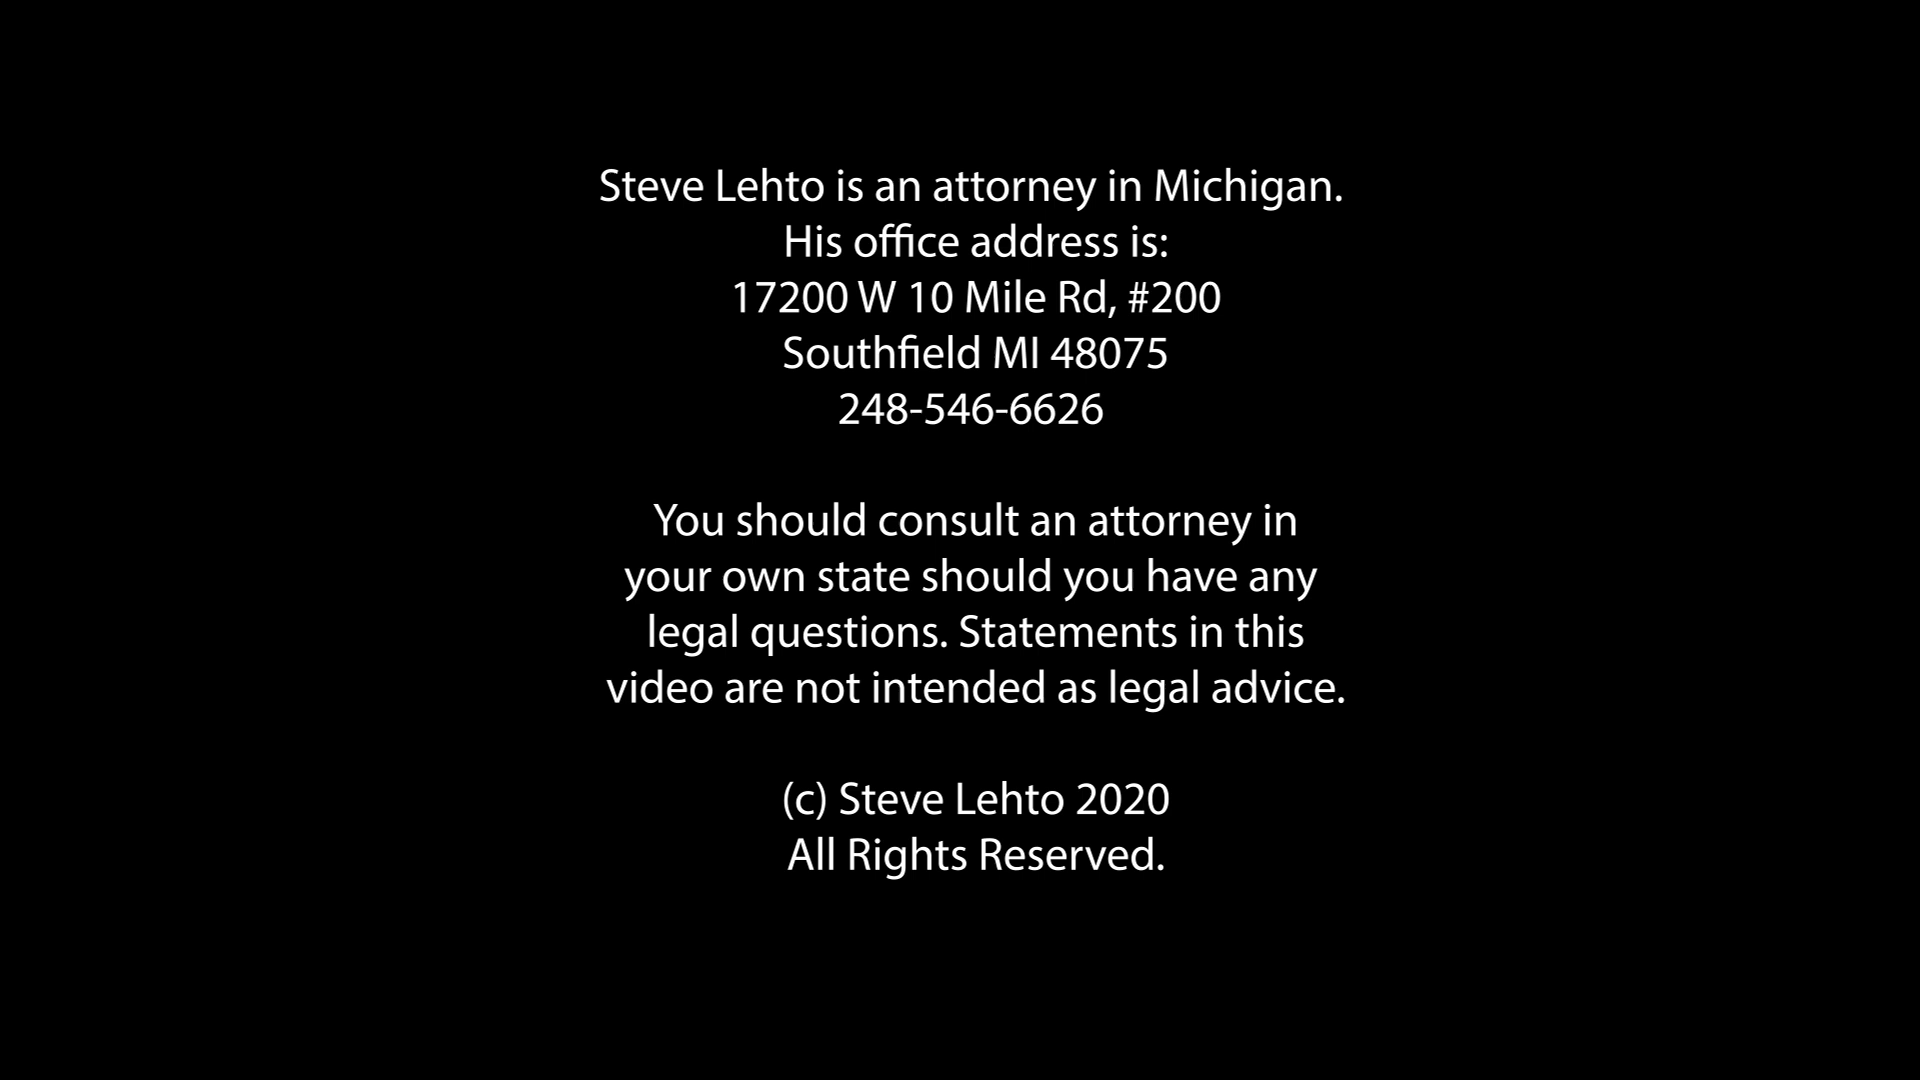 Steve Lehto is an attorney in Michigan.
His office address is:
17200 W 10 Mile Rd, #200
Southfield MI 48075
248-546-6626
You should consult an attorney in
your own state should you have any
legal questions. Statements in this
video are not intended as legal advice.
(c) Steve Lehto 2020
All Rights Reserved.